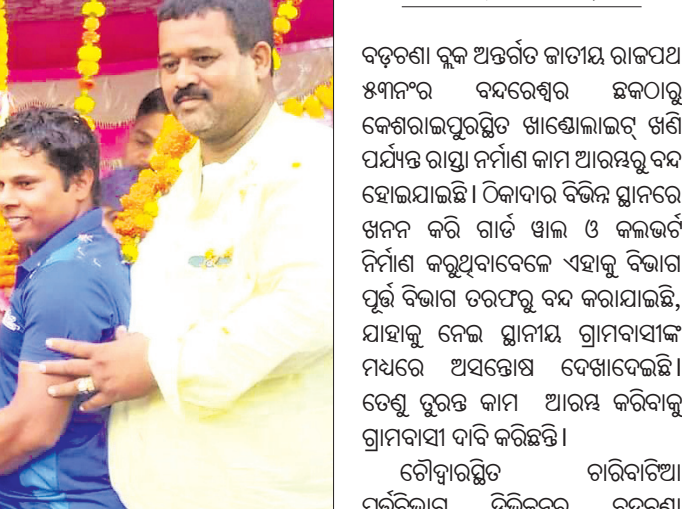 ବଡ଼ଚଣା ବ୍ଲକ ଅନ୍ତର୍ଗତ ଜାତୀୟ ରାଜପଥ
୫୩ନଂର ବନ୍ଦରେଶ୍ୱର ଛକଠାରୁ
କେଶରାଇପୁରସ୍ଥିତ ଖାଣ୍ଡୋଲାଇଟ୍ ଖଣି
ପର୍ଯ୍ୟନ୍ତ ରାସ୍ତା ନିର୍ମାଣ କାମ ଆରମ୍ଭରୁ ବନ୍ଦ
ହୋଇଯାଇଛି । ଠିକାଦାର ବିଭିନ୍ନ ସ୍ଥାନରେ
ଖନନ କରି ଗାର୍ଡ ୱାଲ ଓ କଲଭର୍ଟ
ନିର୍ମାଣ କରୁଥିବାବେଳେ ଏହାକୁ ବିଭାଗ
ପୂର୍ତ୍ତ ବିଭାଗ ତରଫରୁ ବନ୍ଦ କରାଯାଇଛି,
ଯାହାକୁ ନେଇ ସ୍ଥାନୀୟ ଗ୍ରାମବାସୀଙ୍କ
ମଧ୍ୟରେ ଅସନ୍ତୋଷ ଦେଖାଦେଇଛି ।
ତେଣୁ ତୁରନ୍ତ କାମ ଆରମ୍ଭ କରିବାକୁ
ଗ୍ରାମବାସୀ ଦାବି କରିଛନ୍ତି ।
ଚୌଦ୍ୱାରସ୍ଥିତ ଚାରିବାଟିଆ